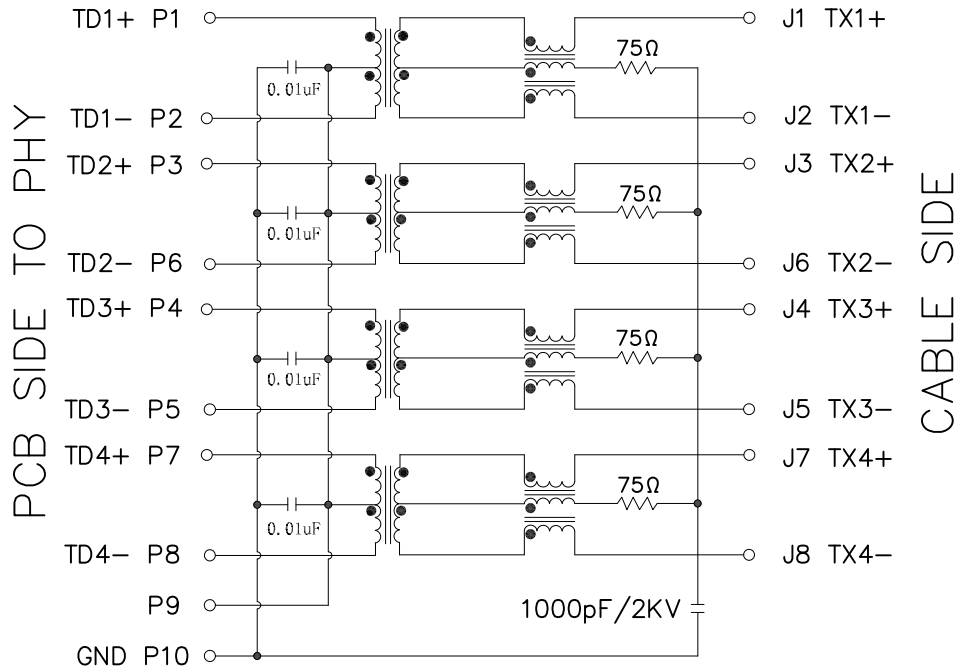 PCB SIDE TO PHY
TD1+ P1
J1 TX1+
75Ω
0.01uF
TD1- P2
J2 TX1-
TD2+ P3
J3 TX2+
75Ω
0.01uF
TD2- P6
J6 TX2-
TD3+ P4
J4 TX3+
75Ω
0.01uF
TD3- P5
J5 TX3-
TD4+ P7
J7 TX4+
75Ω
0.01uF
TD4- P8
J8 TX4-
P9
1000pF/2KV
GND P10
CABLE SIDE